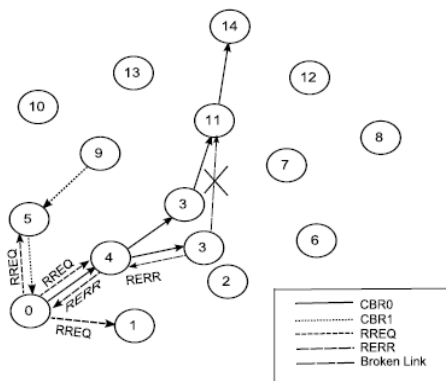 14
13
12
10
11
8
9
7
3
5
3
6
4
2
0
1
RREQ
RREQ
RERR
RERR
RREQ
CBR0
CBR1
RREQ
RERR
Broken Link